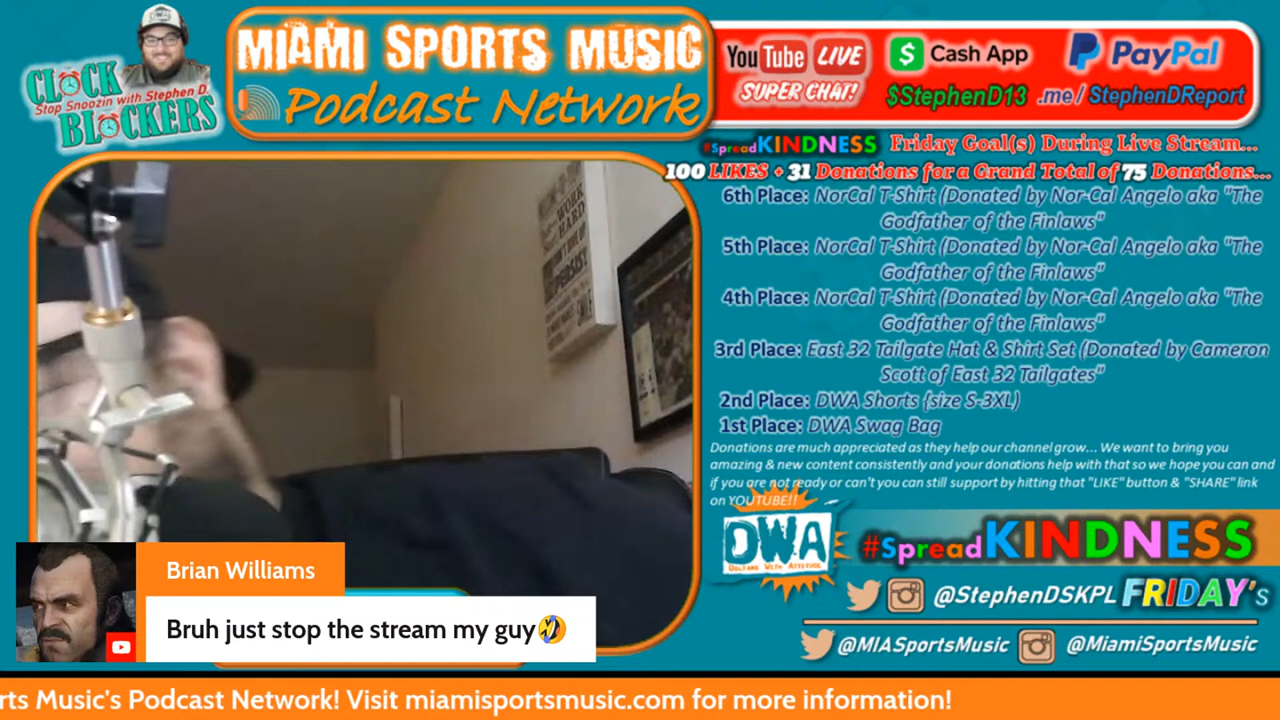 CLOCK
Stop Snoozin with Stephen D.
BLOCKERS
DWA
MIAMI SPORTS MUSIC
Podcast Network
YouTube LIVE
SUPER CHAT!
$ Cash App
$StephenD13
PayPal
.me/StephenDReport
#SpreadKINDNESS Friday Goal(s) During Live Stream...
100 LIKES + 31 Donations for a Grand Total of 75 Donations...
6th Place: NorCal T-Shirt (Donated by Nor-Cal Angelo aka "The
Godfather of the Finlaws"
5th Place: NorCal T-Shirt (Donated by Nor-Cal Angelo aka "The
Godfather of the Finlaws"
4th Place: NorCal T-Shirt (Donated by Nor-Cal Angelo aka "The
Godfather of the Finlaws"
3rd Place: East 32 Tailgate Hat & Shirt Set (Donated by Cameron
Scott of East 32 Tailgates"
2nd Place: DWA Shorts (size S-3XL)
1st Place: DWA Swag Bag
Donations are much appreciated as they help our channel grow... We want to bring you
amazing & new content consistently and your donations help with that so we hope you can and
if you are not ready or can't you can still support by hitting that "LIKE" button & "SHARE" link
on YOUTUBE!!
WORK
HARD
PERSIST
DWA
Dolfans With Attitude
#SpreadKINDNESS
@StephenDSKPL FRIDAY's
@MIASportsMusic @MiamiSportsMusic
Brian Williams
Bruh just stop the stream my guy🤣
rts Music's Podcast Network! Visit miamisportsmusic.com for more information!